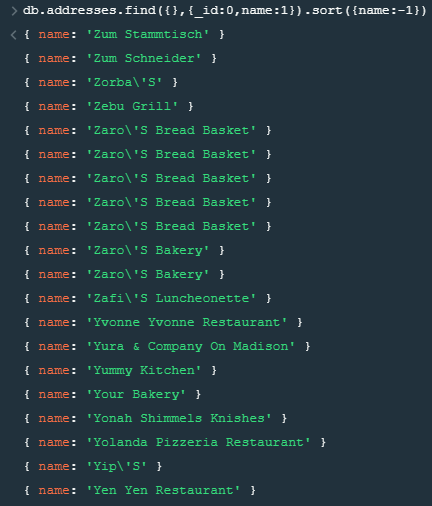 > db.addresses.find({},{_id:0,name:1}).sort({name:-1})
< { name: 'Zum Stammtisch' }
{ name: 'Zum Schneider' }
{ name: 'Zorba\'S' }
{ name: 'Zebu Grill' }
{ name: 'Zaro\'S Bread Basket' }
{ name: 'Zaro\'S Bread Basket' }
{ name: 'Zaro\'S Bread Basket' }
{ name: 'Zaro\'S Bread Basket' }
{ name: 'Zaro\'S Bread Basket' }
{ name: 'Zaro\'S Bakery' }
{ name: 'Zaro\'S Bakery' }
{ name: 'Zafi\'S Luncheonette' }
{ name: 'Yvonne Yvonne Restaurant' }
{ name: 'Yura & Company On Madison' }
{ name: 'Yummy Kitchen' }
{ name: 'Your Bakery' }
{ name: 'Yonah Shimmels Knishes' }
{ name: 'Yolanda Pizzeria Restaurant' }
{ name: 'Yip\'S' }
{ name: 'Yen Yen Restaurant' }